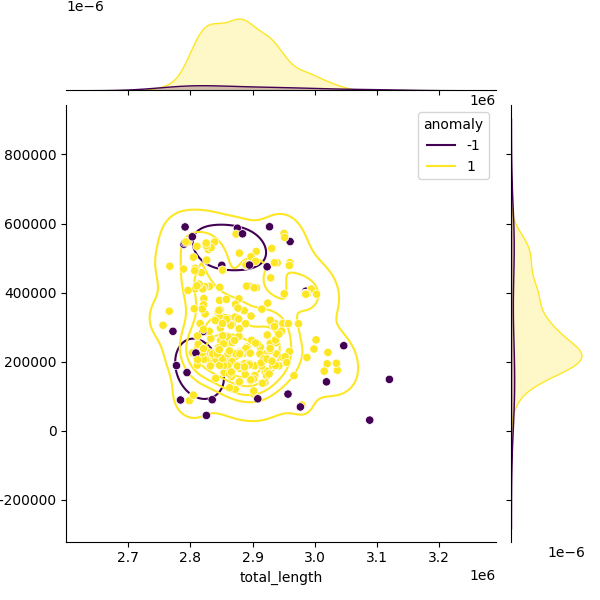 1e−6
1e6
anomaly
-1
1
800000
600000
400000
200000
0
−200000
2.7 2.8 2.9 3.0 3.1 3.2
total_length
1e6
1e−6